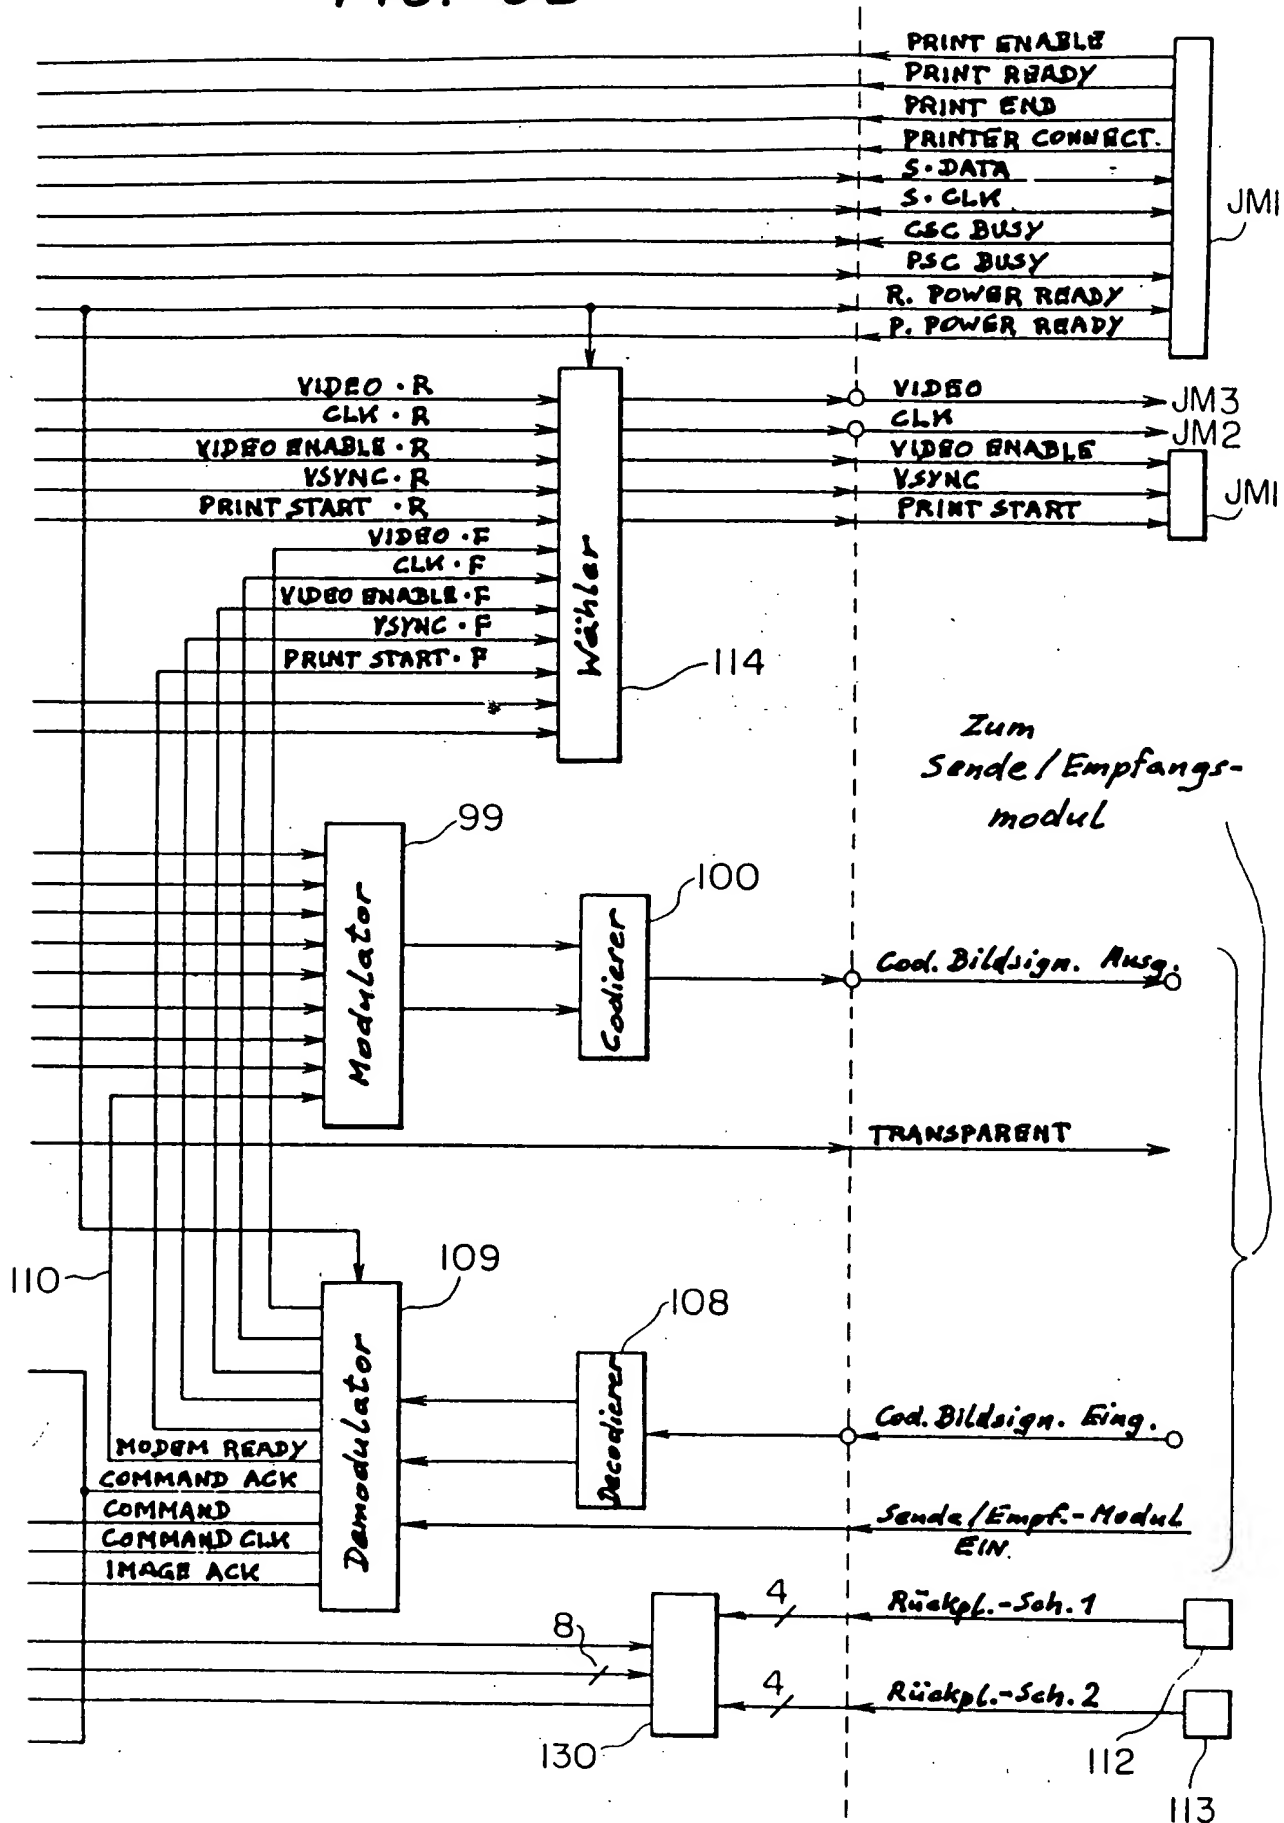 PRINT ENABLE
PRINT READY
PRINT END
PRINTER CONNECT.
S·DATA
S·CLK
JM1
CSC BUSY
PSC BUSY
R. POWER READY
P. POWER READY
VIDEO·R
VIDEO
JM3
CLK·R
CLK
JM2
VIDEO ENABLE·R
VIDEO ENABLE
VSYNC·R
VSYNC
JM1
PRINT START·R
PRINT START
VIDEO·F
CLK·F
VIDEO ENABLE·F
VSYNC·F
PRINT START·F
Wähler
114
Zum
Sende/Empfangs-
modul
99
Modulator
100
Codierer
Cod. Bildsign. Ausg.
TRANSPARENT
110
109
Demodulator
108
Decodierer
Cod. Bildsign. Eing.
MODEM READY
COMMAND ACK
COMMAND
COMMAND CLK
IMAGE ACK
Sende/Empf.-Modul
EIN.
4
Rückpl.-Sch.1
8
4
Rückpl.-Sch.2
130
112
113